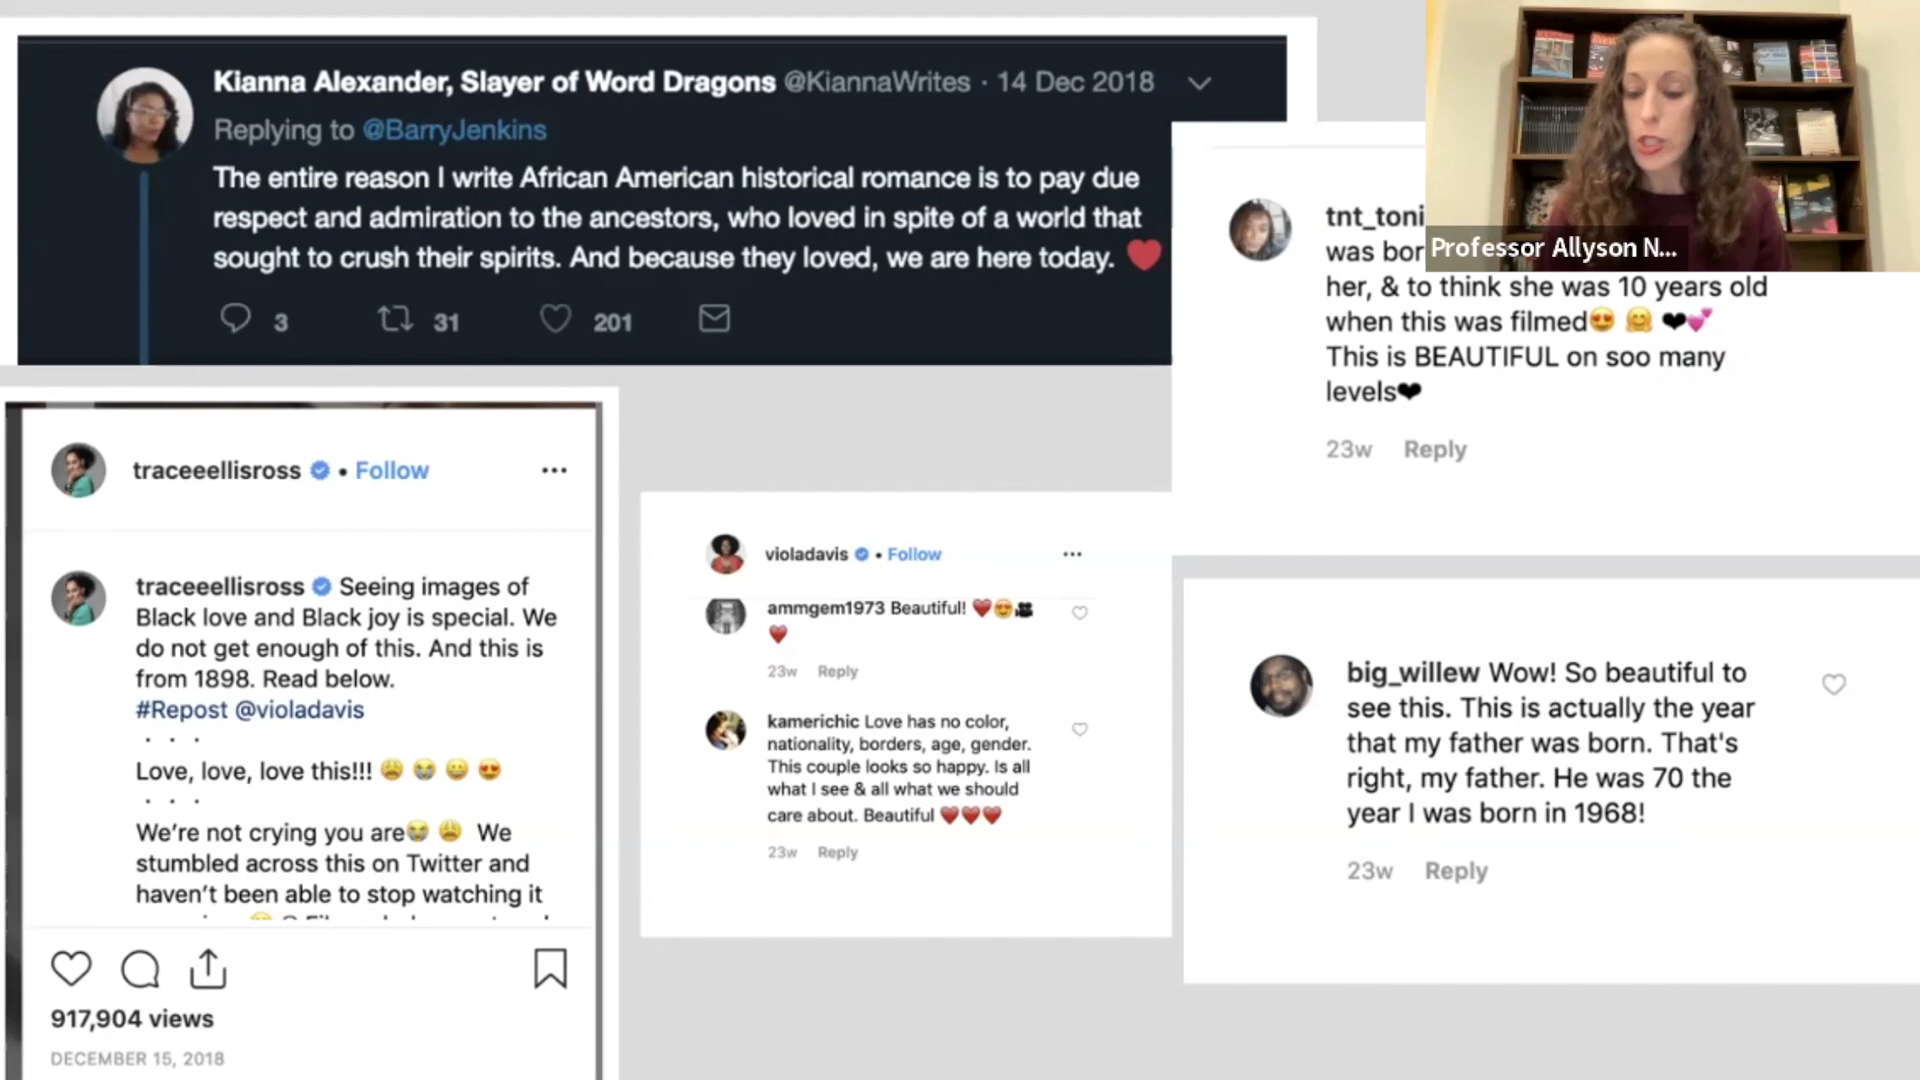 Kianna Alexander, Slayer of Word Dragons @KiannaWrites · 14 Dec 2018
Replying to @BarryJenkins
The entire reason I write African American historical romance is to pay due
respect and admiration to the ancestors, who loved in spite of a world that
sought to crush their spirits. And because they loved, we are here today. ❤️
3 31 201
Professor Allyson N...
tnt_toni
was bor
her, & to think she was 10 years old
when this was filmed😍 🤗 ❤💕
This is BEAUTIFUL on soo many
levels❤
23w Reply
traceeellisross • Follow
traceeellisross Seeing images of
Black love and Black joy is special. We
do not get enough of this. And this is
from 1898. Read below.
#Repost @violadavis
· · ·
Love, love, love this!!! 😩 😭 😀 😍
· · ·
We’re not crying you are😭 😩 We
stumbled across this on Twitter and
haven’t been able to stop watching it
917,904 views
DECEMBER 15, 2018
violadavis • Follow
ammgem1973 Beautiful! ❤️😍🎥
❤️
23w Reply
kamerichic Love has no color,
nationality, borders, age, gender.
This couple looks so happy. Is all
what I see & all what we should
care about. Beautiful ❤️❤️❤️
23w Reply
big_willew Wow! So beautiful to
see this. This is actually the year
that my father was born. That's
right, my father. He was 70 the
year I was born in 1968!
23w Reply